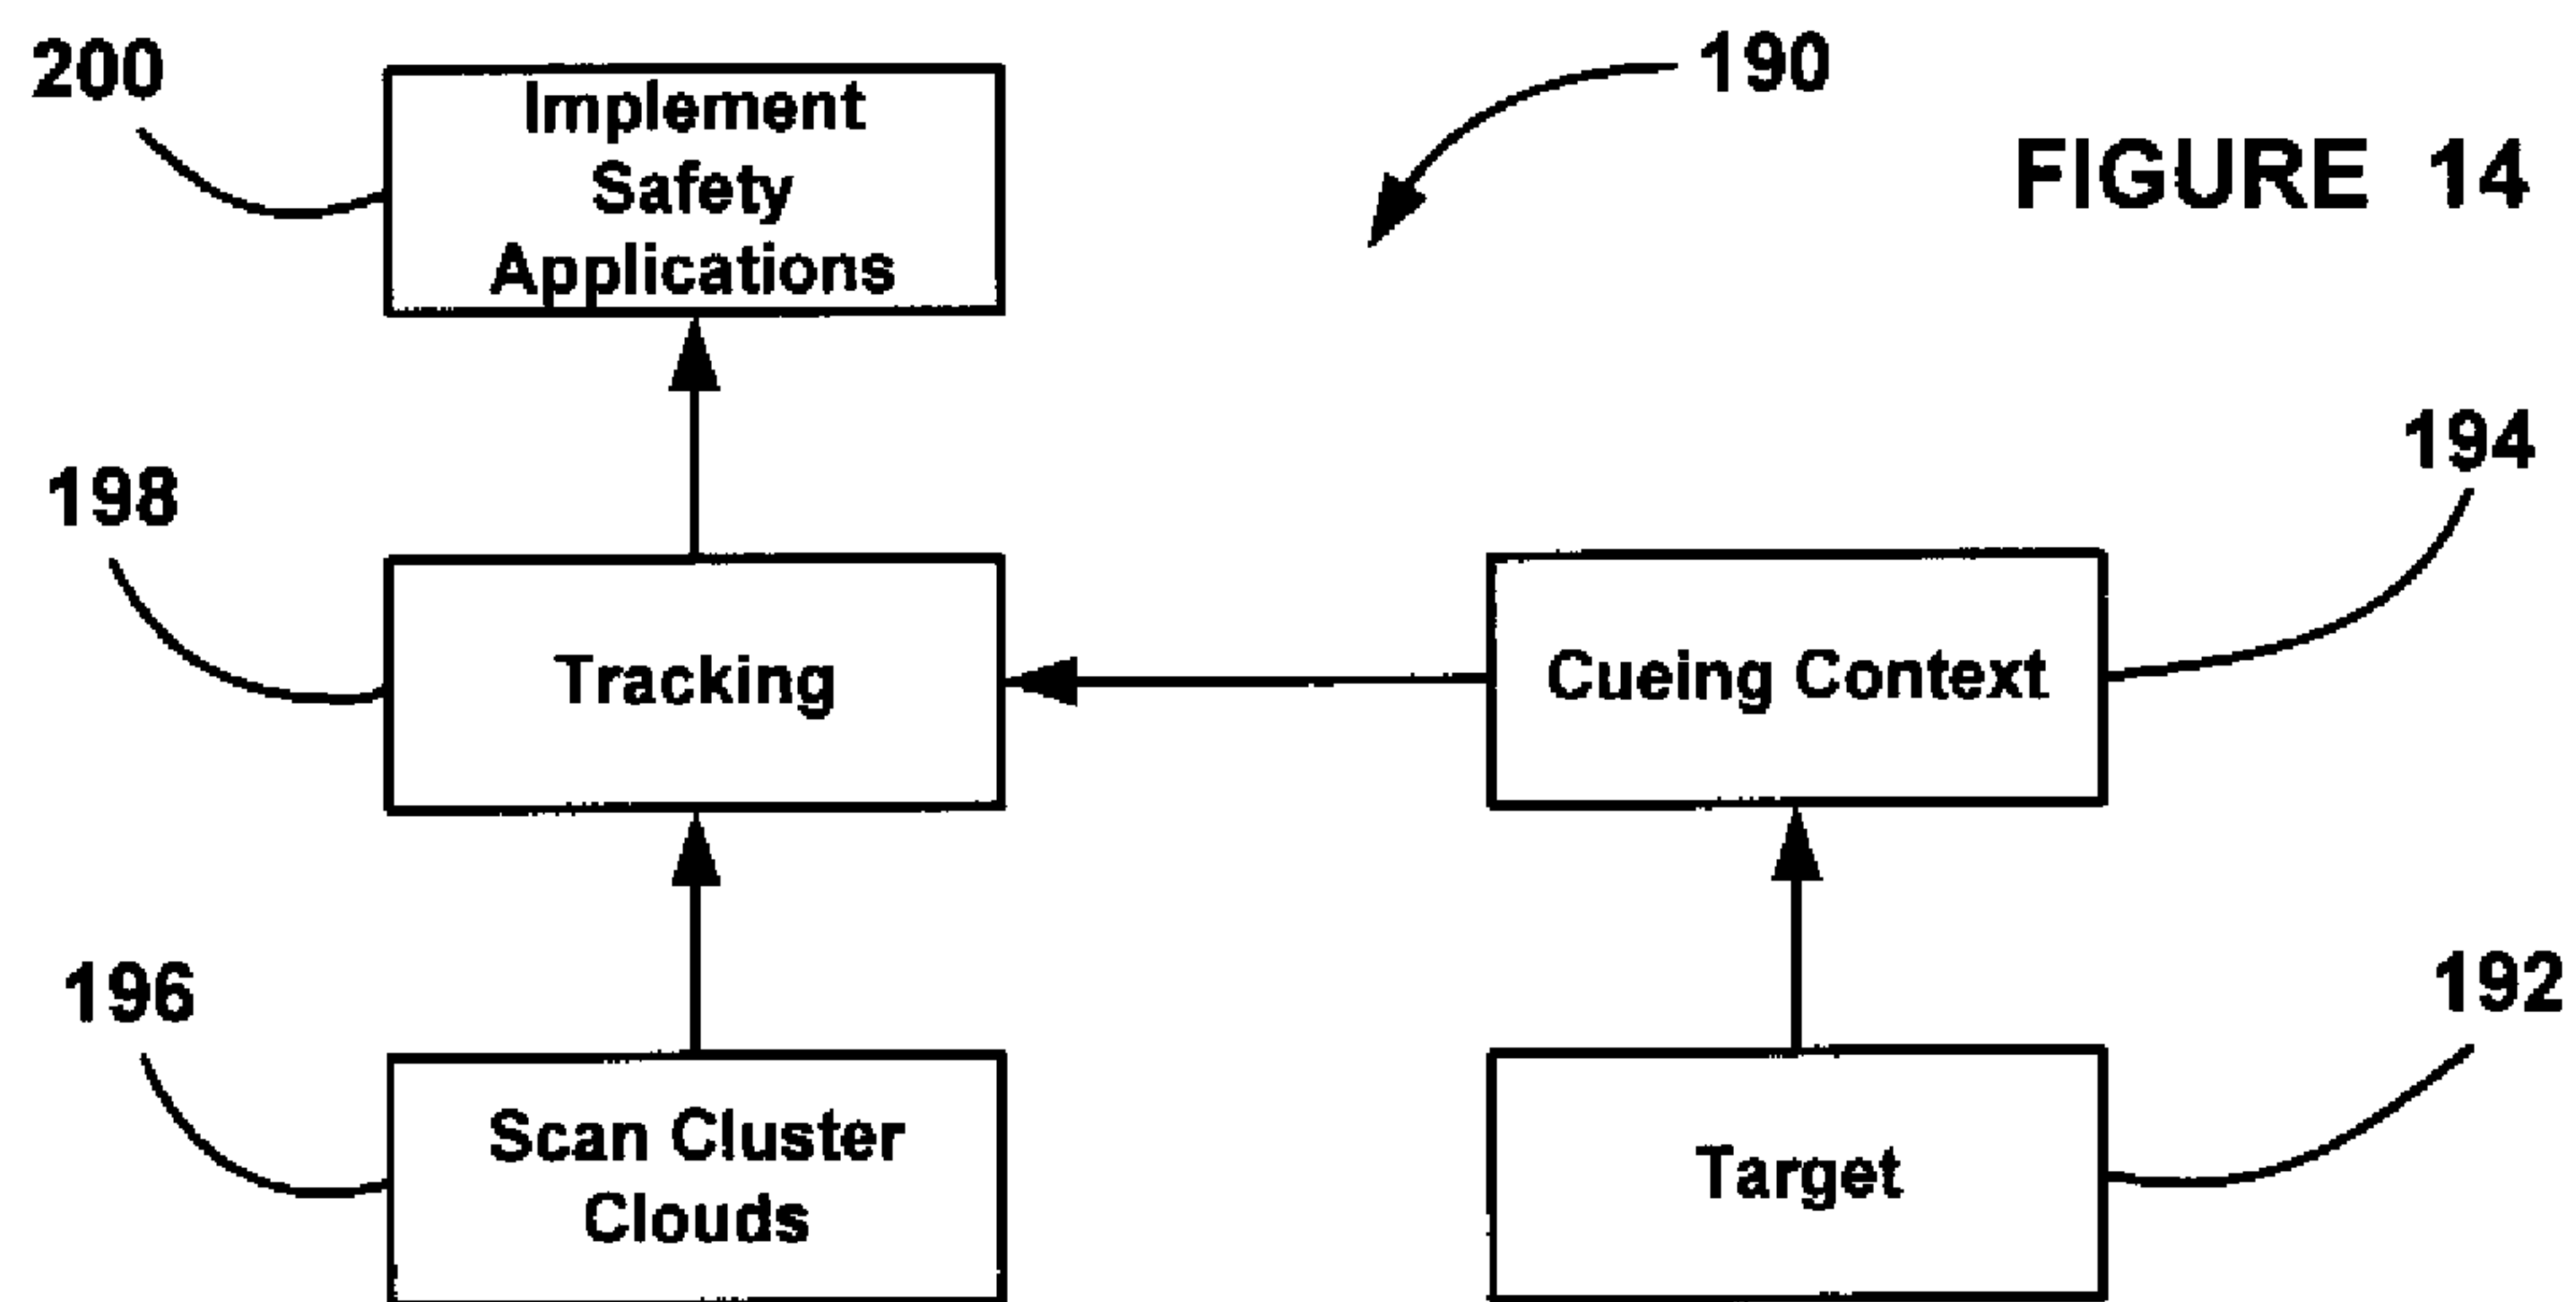 200
Implement
Safety
Applications
190
FIGURE 14
198
Tracking
Cueing Context
194
196
Scan Cluster
Clouds
Target
192